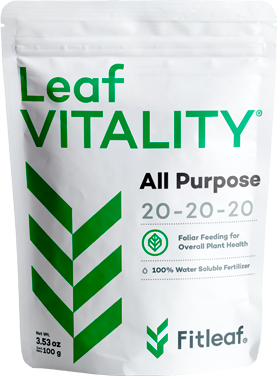 Leaf
VITALITY®
All Purpose
20-20-20
Foliar Feeding for
Overall Plant Health
100% Water Soluble Fertilizer
Net Wt.
3.53 oz
100 g
Fitleaf®